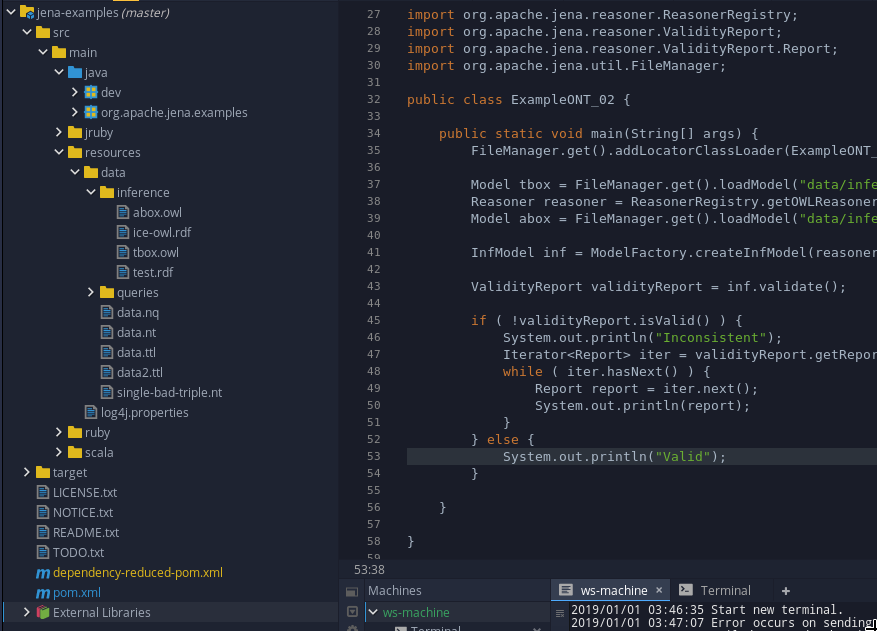 jena-examples (master)
src
main
java
dev
org.apache.jena.examples
jruby
resources
data
inference
abox.owl
ice-owl.rdf
tbox.owl
test.rdf
queries
data.nq
data.nt
data.ttl
data2.ttl
single-bad-triple.nt
log4j.properties
ruby
scala
target
LICENSE.txt
NOTICE.txt
README.txt
TODO.txt
m dependency-reduced-pom.xml
m pom.xml
External Libraries
27 import org.apache.jena.reasoner.ReasonerRegistry;
28 import org.apache.jena.reasoner.ValidityReport;
29 import org.apache.jena.reasoner.ValidityReport.Report;
30 import org.apache.jena.util.FileManager;
31
32 public class ExampleONT_02 {
33
34 public static void main(String[] args) {
35 FileManager.get().addLocatorClassLoader(ExampleONT_
36
37 Model tbox = FileManager.get().loadModel("data/infe
38 Reasoner reasoner = ReasonerRegistry.getOWLReasoner
39 Model abox = FileManager.get().loadModel("data/infe
40
41 InfModel inf = ModelFactory.createInfModel(reasoner
42
43 ValidityReport validityReport = inf.validate();
44
45 if ( !validityReport.isValid() ) {
46 System.out.println("Inconsistent");
47 Iterator<Report> iter = validityReport.getRepor
48 while ( iter.hasNext() ) {
49 Report report = iter.next();
50 System.out.println(report);
51 }
52 } else {
53 System.out.println("Valid");
54 }
55
56 }
57
58 }
59
53:38
Machines
ws-machine
Terminal
ws-machine ×
Terminal
+
2019/01/01 03:46:35 Start new terminal.
2019/01/01 03:47:07 Error occurs on sending